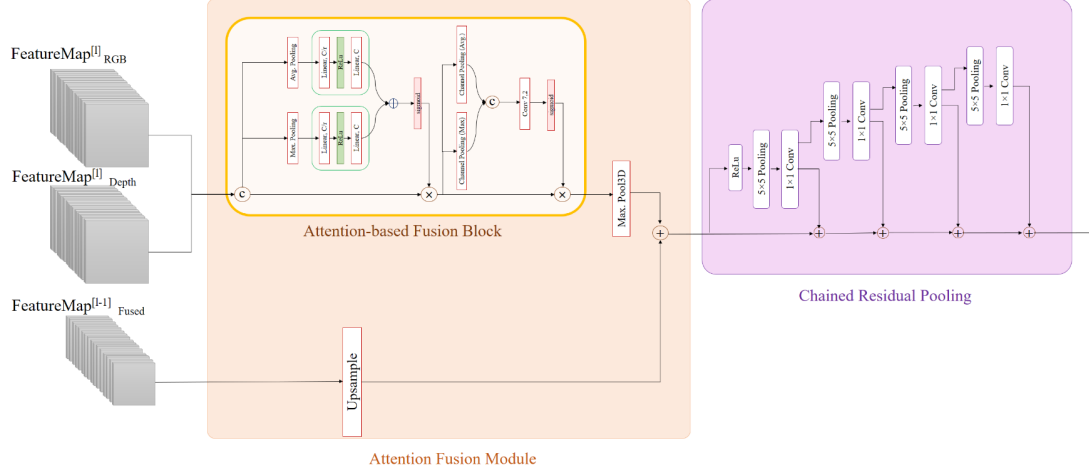 FeatureMap[l] RGB
FeatureMap[l] Depth
FeatureMap[l-1] Fused
Avg. Pooling
Linear, C/r
ReLu
Linear, C
Max. Pooling
Linear, C/r
ReLu
Linear, C
sigmoid
Channel Pooling (Avg.)
Channel Pooling (Max)
C
Conv 7,2
sigmoid
C
×
×
Attention-based Fusion Block
Max. Pool3D
+
Upsample
Attention Fusion Module
ReLu
5×5 Pooling
1×1 Conv
5×5 Pooling
1×1 Conv
5×5 Pooling
1×1 Conv
5×5 Pooling
1×1 Conv
+
+
+
+
Chained Residual Pooling